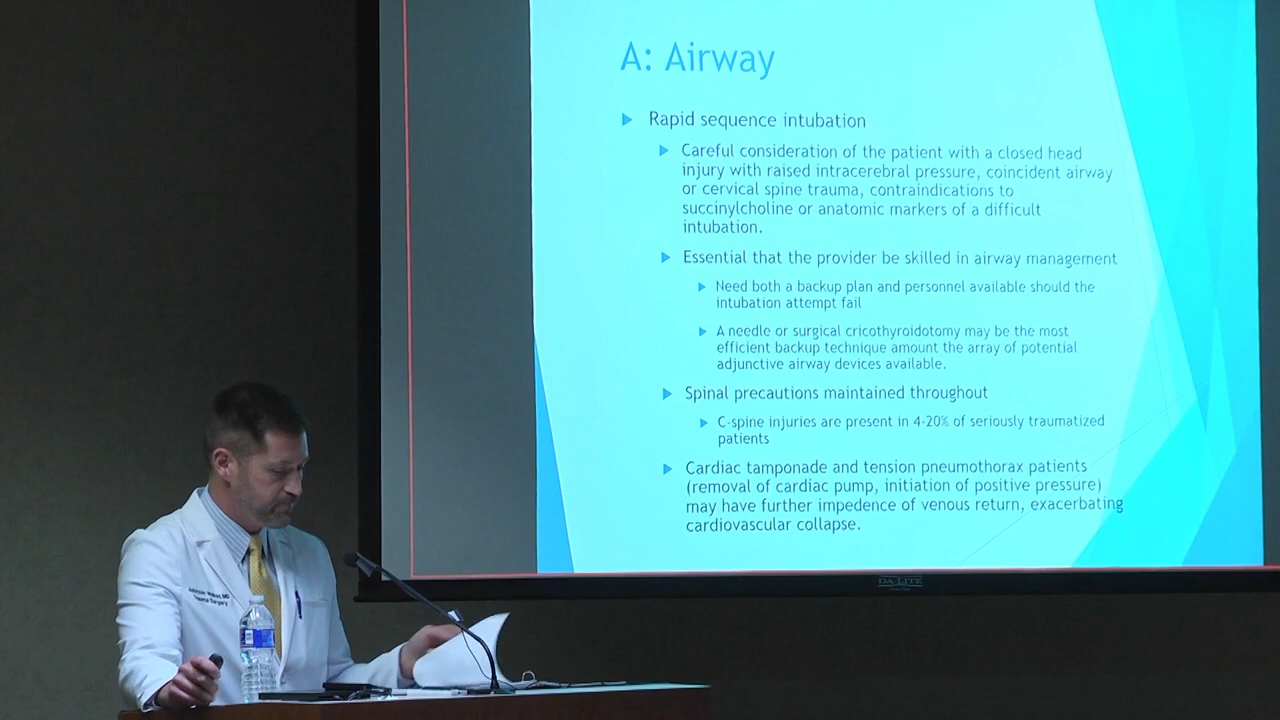 A: Airway
Rapid sequence intubation
Careful consideration of the patient with a closed head
injury with raised intracerebral pressure, coincident airway
or cervical spine trauma, contraindications to
succinylcholine or anatomic markers of a difficult
intubation.
Essential that the provider be skilled in airway management
Need both a backup plan and personnel available should the
intubation attempt fail
A needle or surgical cricothyroidotomy may be the most
efficient backup technique amount the array of potential
adjunctive airway devices available.
Spinal precautions maintained throughout
C-spine injuries are present in 4-20% of seriously traumatized
patients
Cardiac tamponade and tension pneumothorax patients
(removal of cardiac pump, initiation of positive pressure)
may have further impedence of venous return, exacerbating
cardiovascular collapse.
DA-LITE
MD
Surgery